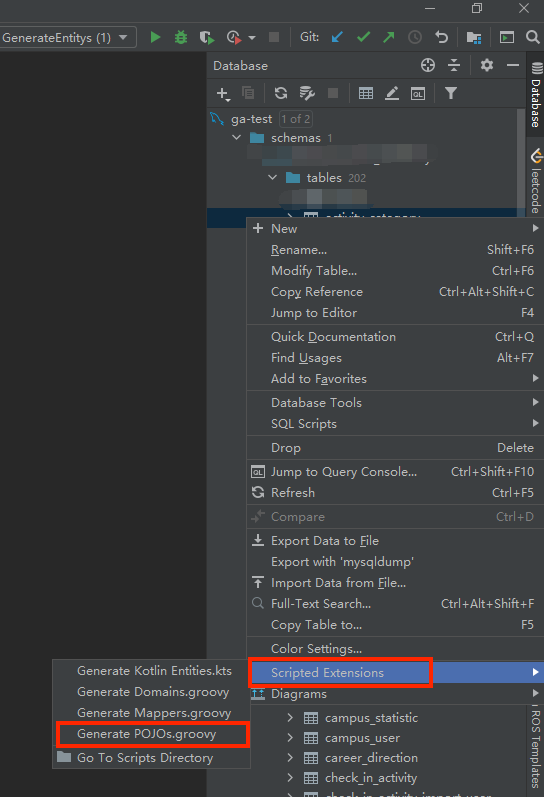 GenerateEntitys (1)
Git:
Database
ga-test 1 of 2
schemas 1
tables 202
activity_category
New
Rename... Shift+F6
Modify Table... Ctrl+F6
Copy Reference Ctrl+Alt+Shift+C
Jump to Editor F4
Quick Documentation Ctrl+Q
Find Usages Alt+F7
Add to Favorites
Database Tools
SQL Scripts
Drop Delete
Jump to Query Console... Ctrl+Shift+F10
Refresh Ctrl+F5
Compare Ctrl+D
Export Data to File
Export with 'mysqldump'
Import Data from File...
Full-Text Search... Ctrl+Alt+Shift+F
Copy Table to... F5
Color Settings...
Scripted Extensions
Diagrams
Generate Kotlin Entities.kts
Generate Domains.groovy
Generate Mappers.groovy
Generate POJOs.groovy
Go To Scripts Directory
campus_statistic
campus_user
career_direction
check_in_activity
check_in_activity_import_user
Database
leetcode
ROS Templates